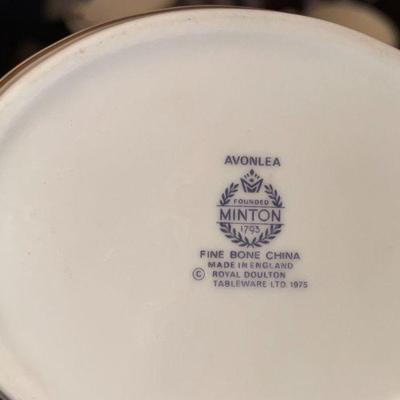 AVONLEA
FOUNDED
MINTON
1793
FINE BONE CHINA
MADE IN ENGLAND
© ROYAL DOULTON
TABLEWARE LTD. 1975